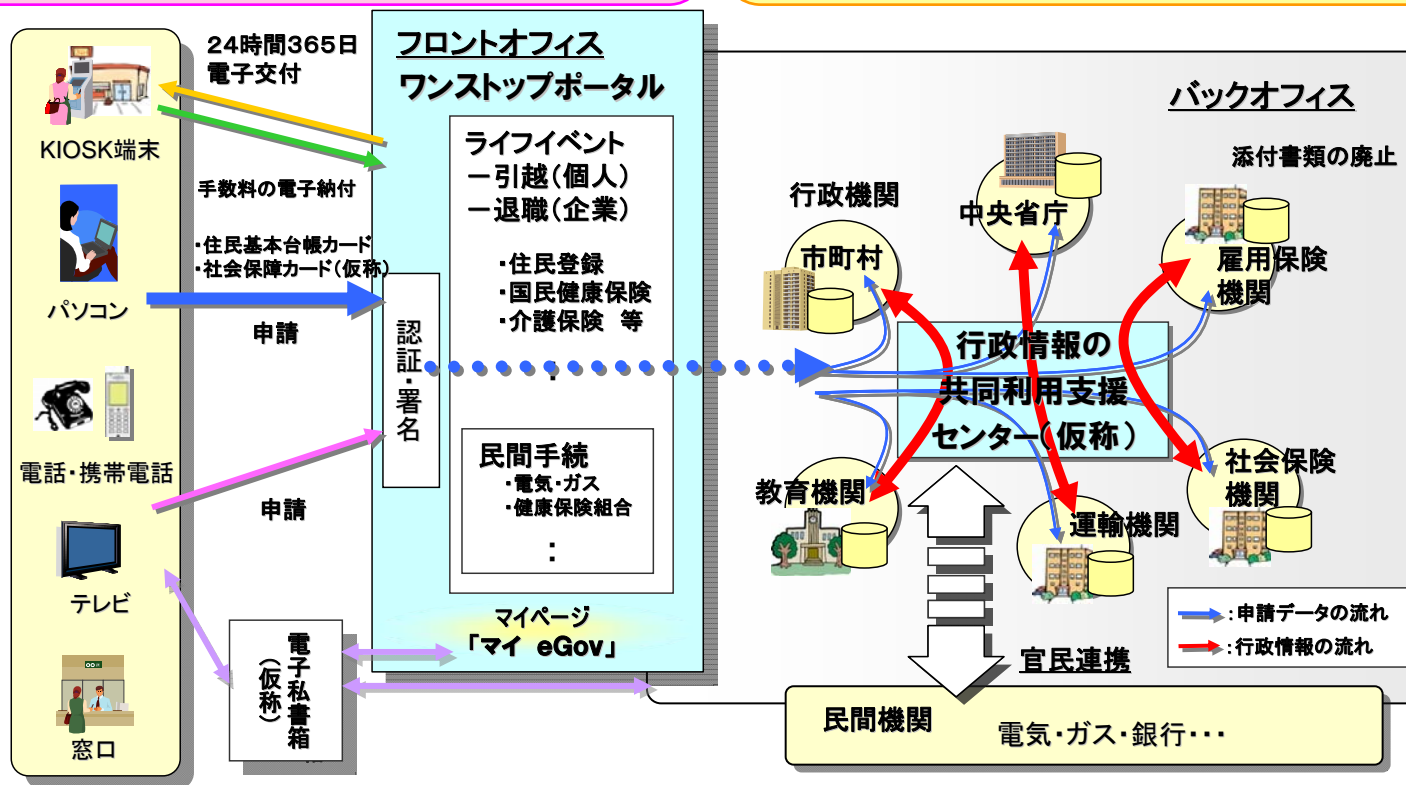 24時間365日
電子交付
KIOSK端末
手数料の電子納付
・住民基本台帳カード
・社会保障カード(仮称)
パソコン
申請
電話・携帯電話
申請
テレビ
窓口
電子私書箱
(仮称)
フロントオフィス
ワンストップポータル
ライフイベント
－引越(個人)
－退職(企業)
・住民登録
・国民健康保険
・介護保険 等
：
認証・署名
民間手続
・電気・ガス
・健康保険組合
：
マイページ
「マイ eGov」
バックオフィス
添付書類の廃止
行政機関
中央省庁
市町村
雇用保険
機関
行政情報の
共同利用支援
センター(仮称)
教育機関
運輸機関
社会保険
機関
：申請データの流れ
：行政情報の流れ
官民連携
民間機関
電気・ガス・銀行・・・